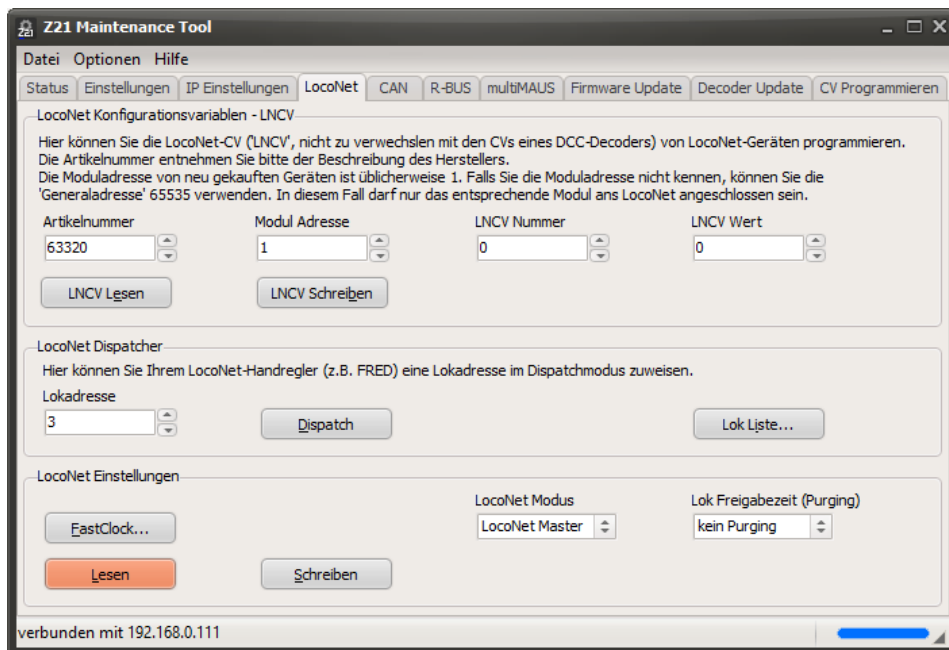 Z21 Maintenance Tool
Datei Optionen Hilfe
Status Einstellungen IP Einstellungen LocoNet CAN R-BUS multiMAUS Firmware Update Decoder Update CV Programmieren
LocoNet Konfigurationsvariablen - LNCV
Hier können Sie die LocoNet-CV ('LNCV', nicht zu verwechslen mit den CVs eines DCC-Decoders) von LocoNet-Geräten programmieren.
Die Artikelnummer entnehmen Sie bitte der Beschreibung des Herstellers.
Die Moduladresse von neu gekauften Geräten ist üblicherweise 1. Falls Sie die Moduladresse nicht kennen, können Sie die
'Generaladresse' 65535 verwenden. In diesem Fall darf nur das entsprechende Modul ans LocoNet angeschlossen sein.
Artikelnummer Modul Adresse LNCV Nummer LNCV Wert
63320 1 0 0
LNCV Lesen LNCV Schreiben
LocoNet Dispatcher
Hier können Sie Ihrem LocoNet-Handregler (z.B. FRED) eine Lokadresse im Dispatchmodus zuweisen.
Lokadresse
3 Dispatch Lok Liste...
LocoNet Einstellungen
LocoNet Modus Lok Freigabezeit (Purging)
FastClock... LocoNet Master kein Purging
Lesen Schreiben
verbunden mit 192.168.0.111